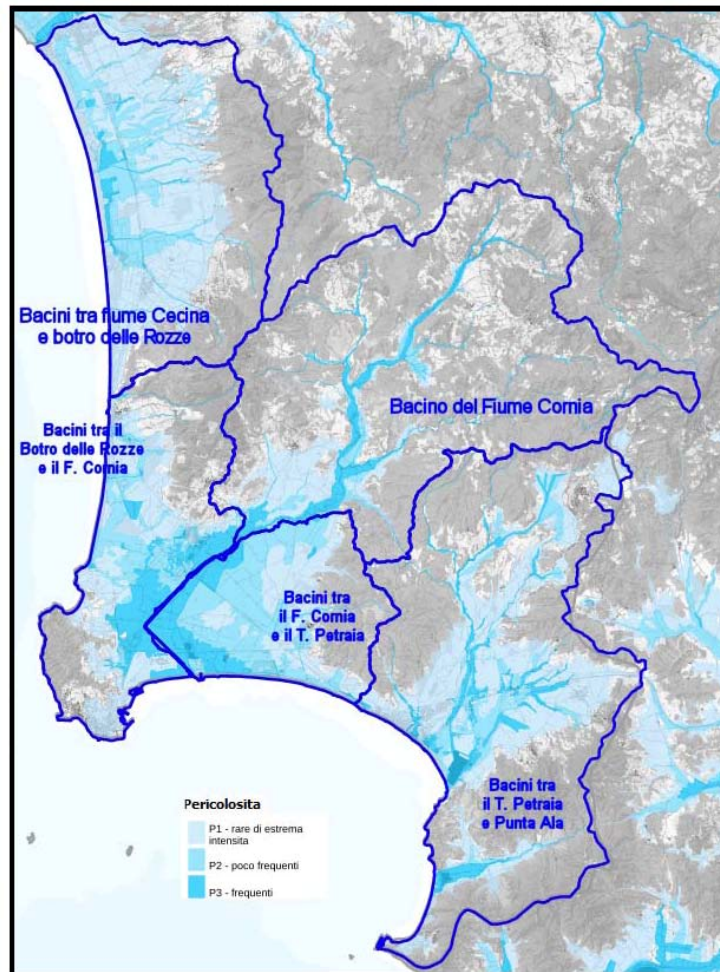 Bacini tra fiume Cecina
e botro delle Rozze
Bacini tra il
Botro delle Rozze
e il F. Cornia
Bacino del Fiume Cornia
Bacini tra
il F. Cornia
e il T. Petraia
Bacini tra
il T. Petraia
e Punta Ala
Pericolosita
P1 - rare di estrema
intensita
P2 - poco frequenti
P3 - frequenti